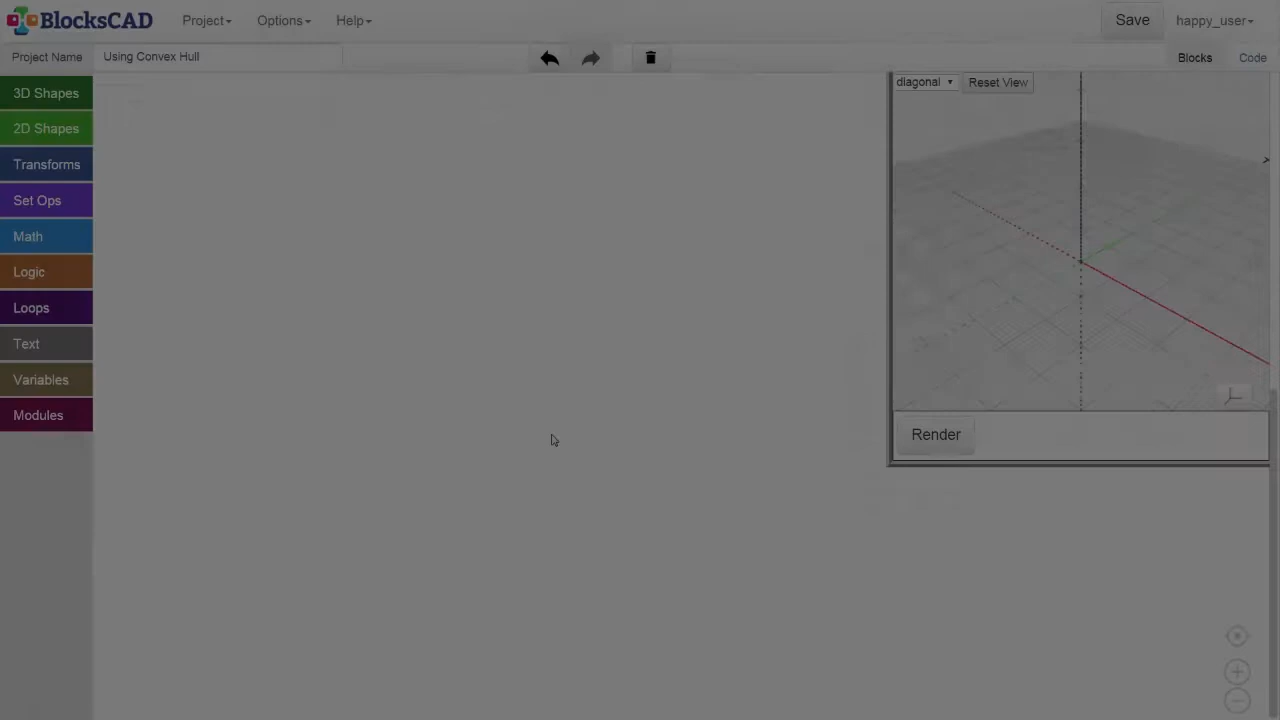 BlocksCAD Project Options Help Save happy_user
Project Name Using Convex Hull Blocks Code
diagonal Reset View
3D Shapes
2D Shapes
Transforms
Set Ops
Math
Logic
Loops
Text
Variables
Modules
Render